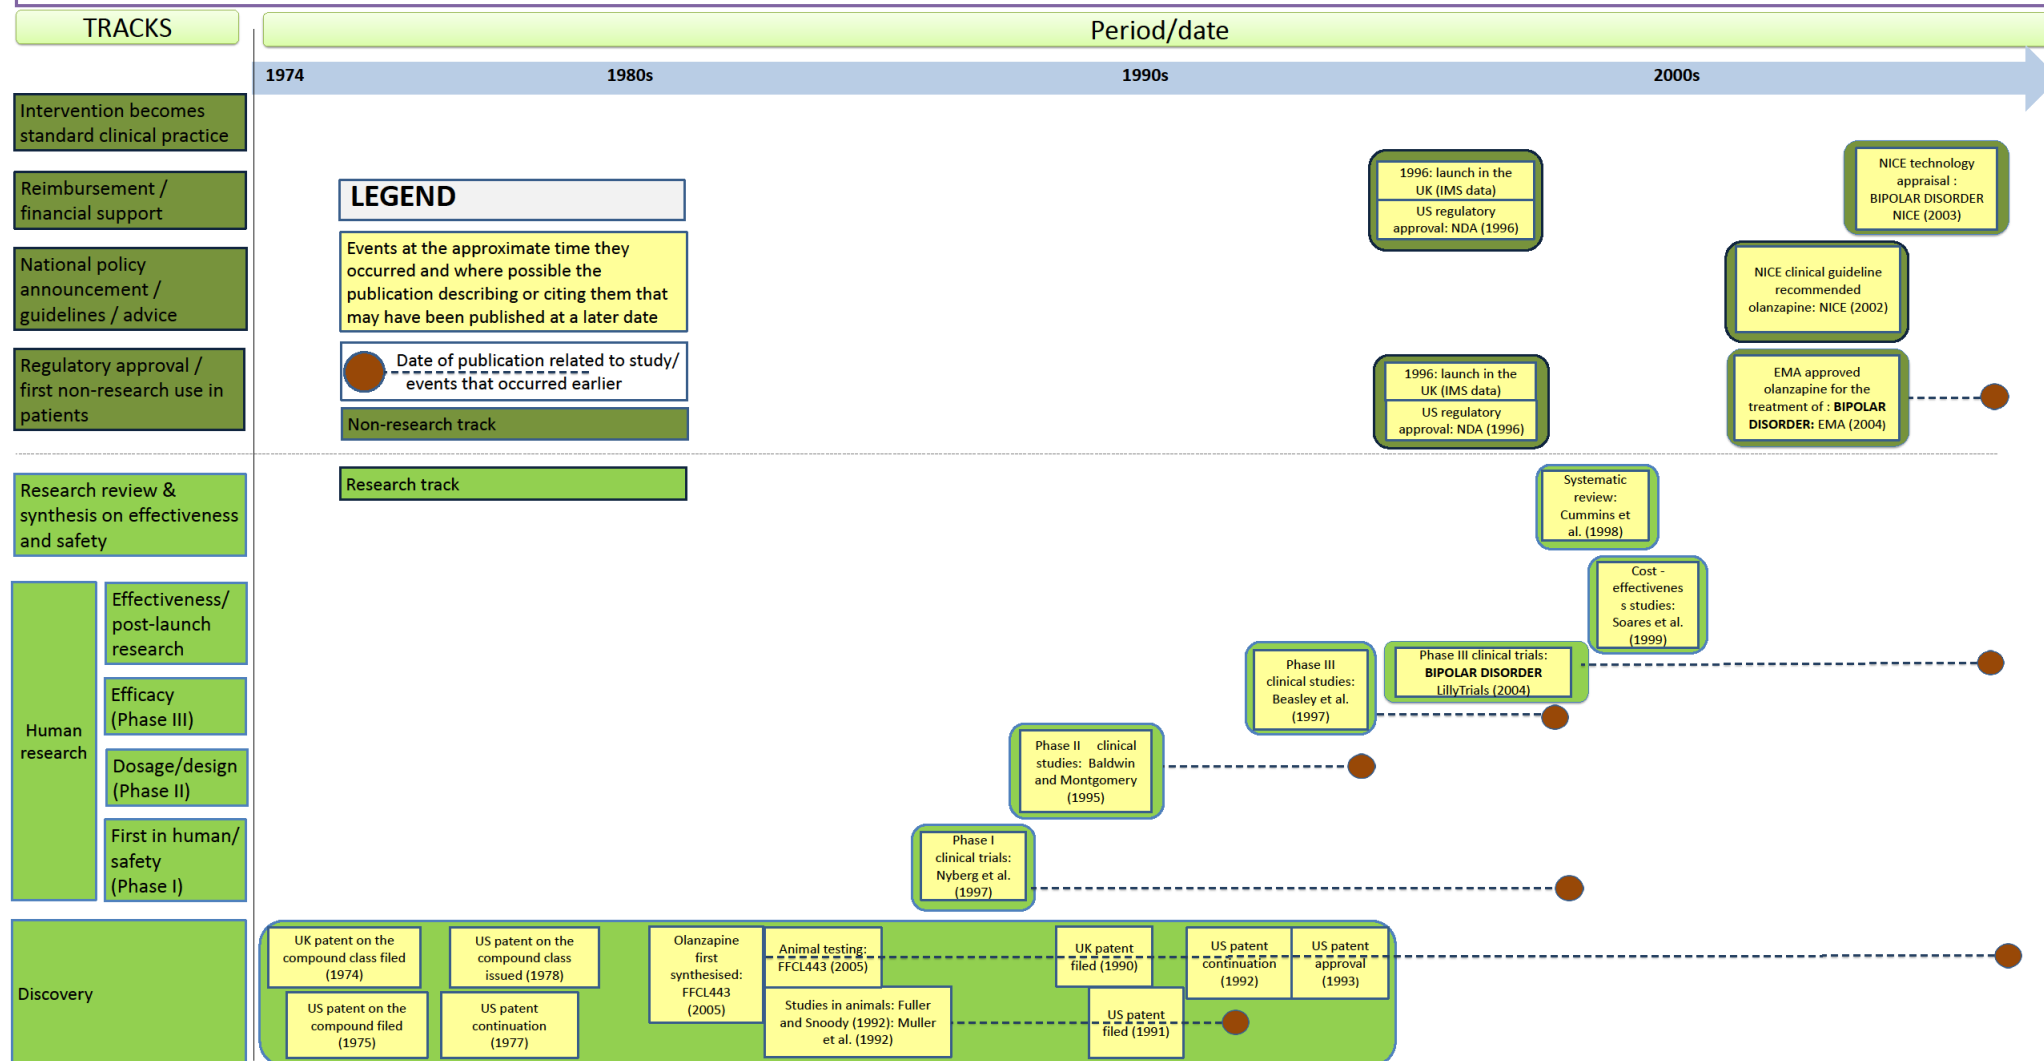 TRACKS
Period/date
1974
1980s
1990s
2000s
Intervention becomes
standard clinical practice
Reimbursement /
financial support
National policy
announcement /
guidelines / advice
Regulatory approval /
first non-research use in
patients
LEGEND
Events at the approximate time they
occurred and where possible the
publication describing or citing them that
may have been published at a later date
Date of publication related to study/
events that occurred earlier
Non-research track
Research track
1996: launch in the
UK (IMS data)
US regulatory
approval: NDA (1996)
NICE technology
appraisal :
BIPOLAR DISORDER
NICE (2003)
NICE clinical guideline
recommended
olanzapine: NICE (2002)
1996: launch in the
UK (IMS data)
US regulatory
approval: NDA (1996)
EMA approved
olanzapine for the
treatment of : BIPOLAR
DISORDER: EMA (2004)
Research review &
synthesis on effectiveness
and safety
Systematic
review:
Cummins et
al. (1998)
Human
research
Effectiveness/
post-launch
research
Cost -
effectivenes
s studies:
Soares et al.
(1999)
Efficacy
(Phase III)
Phase III
clinical studies:
Beasley et al.
(1997)
Phase III clinical trials:
BIPOLAR DISORDER
LillyTrials (2004)
Dosage/design
(Phase II)
Phase II clinical
studies: Baldwin
and Montgomery
(1995)
First in human/
safety
(Phase I)
Phase I
clinical trials:
Nyberg et al.
(1997)
Discovery
UK patent on the
compound class filed
(1974)
US patent on the
compound class
issued (1978)
Olanzapine
first
synthesised:
FFCL443
(2005)
Animal testing:
FFCL443 (2005)
UK patent
filed (1990)
US patent
continuation
(1992)
US patent
approval
(1993)
US patent on the
compound filed
(1975)
US patent
continuation
(1977)
Studies in animals: Fuller
and Snoody (1992): Muller
et al. (1992)
US patent
filed (1991)